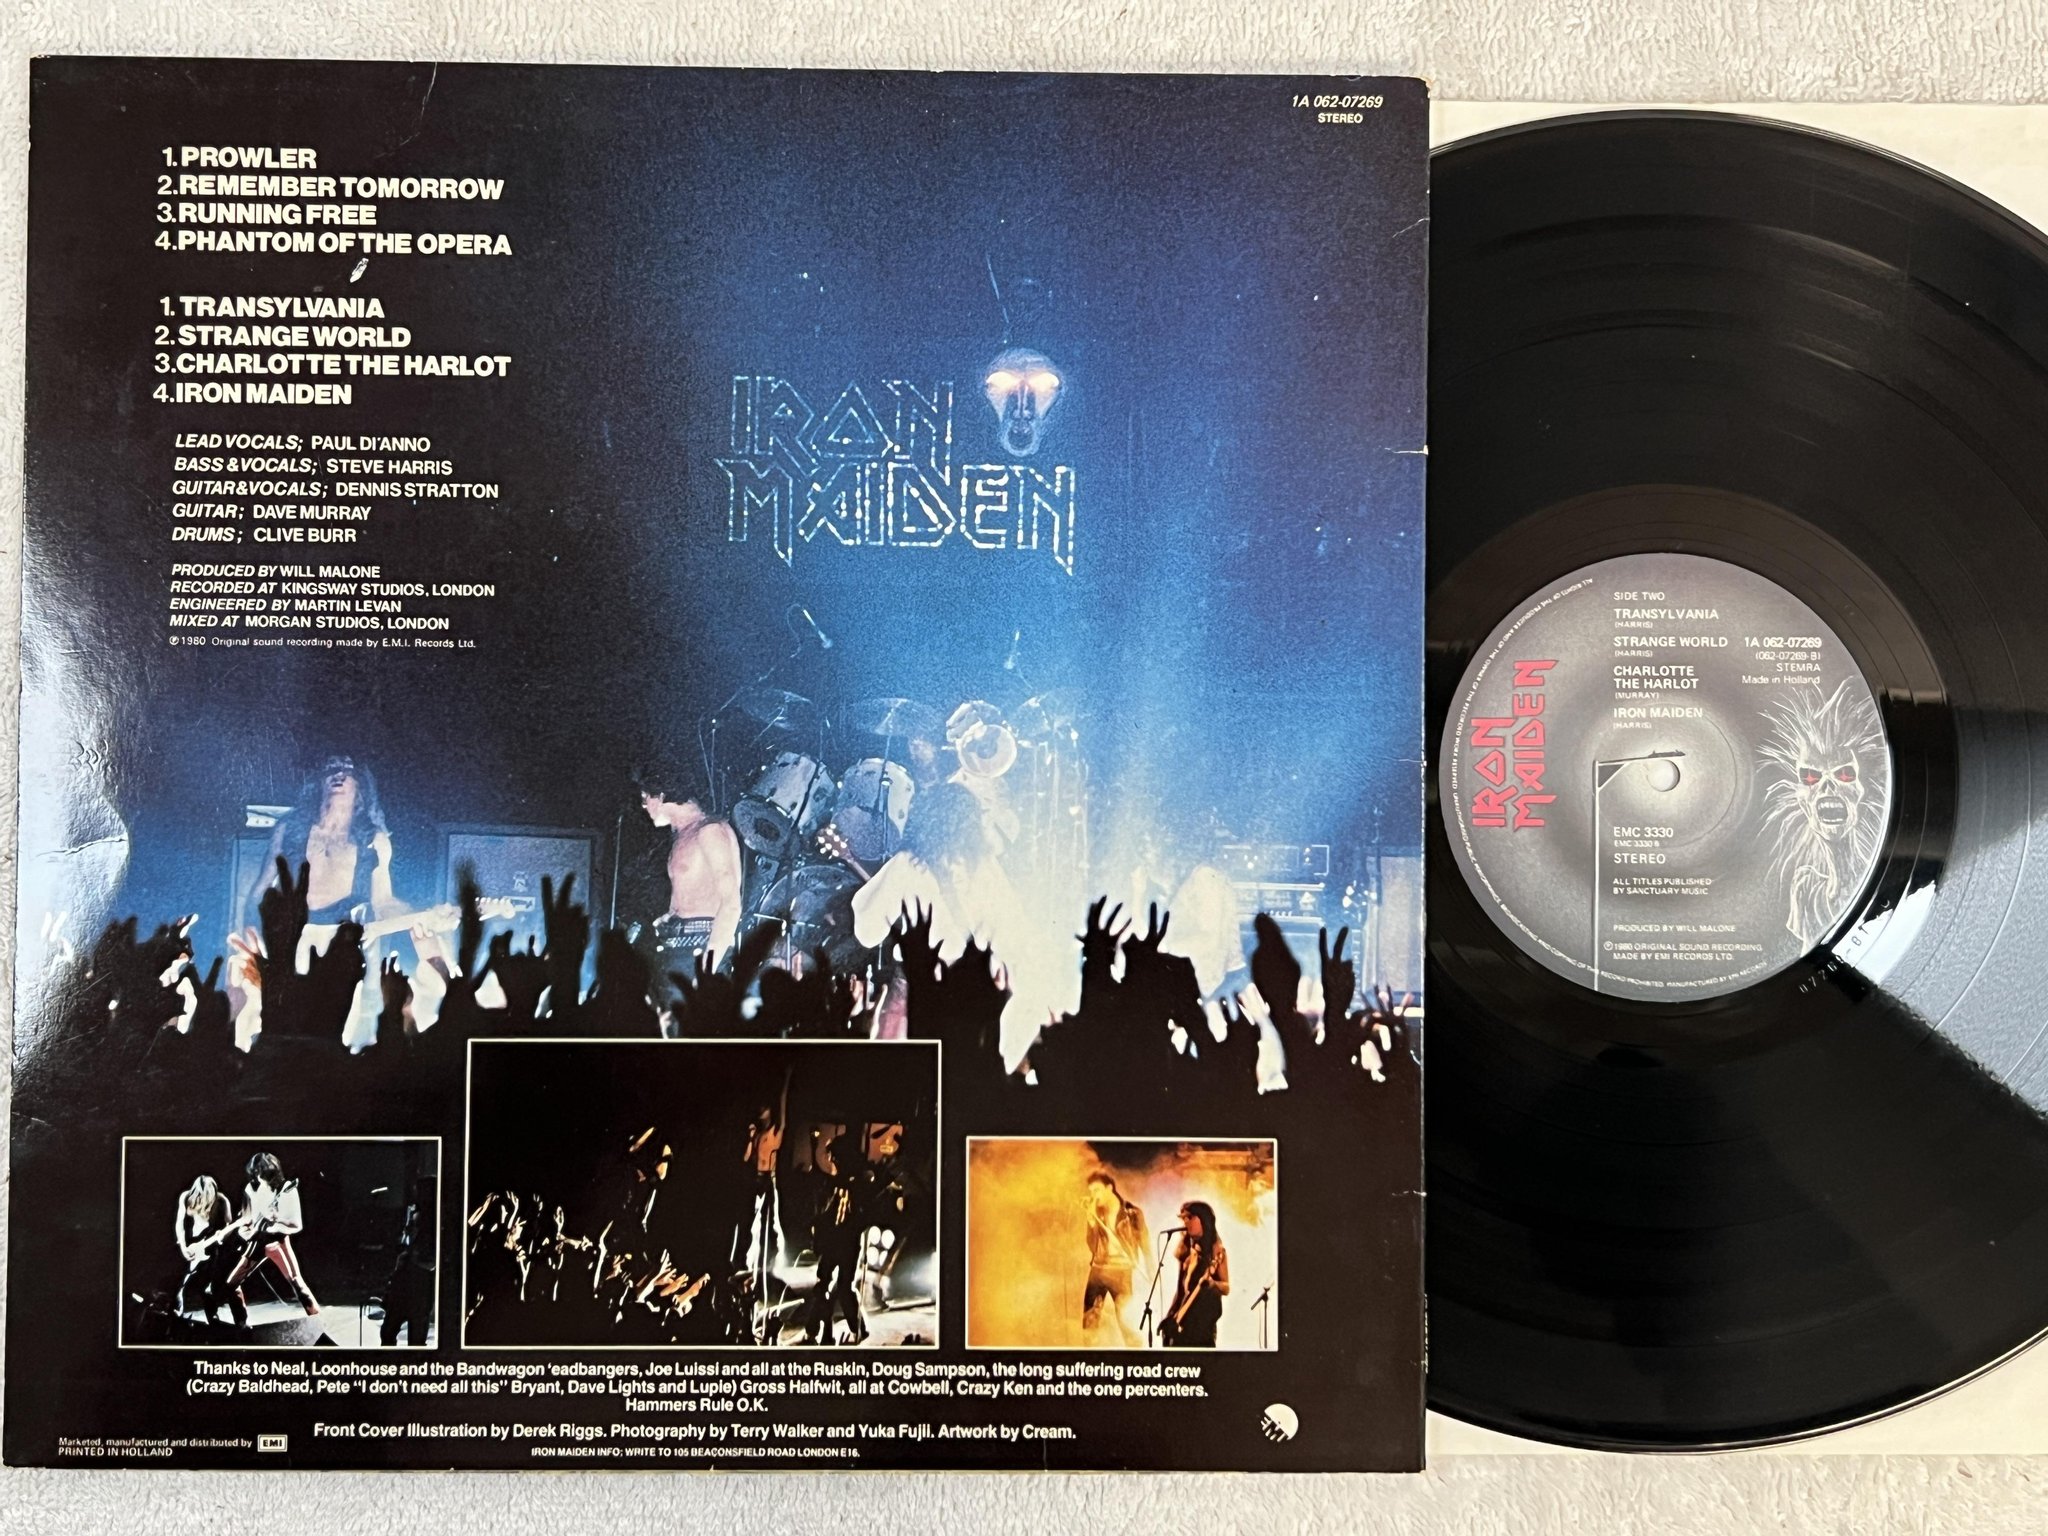 1A 062-07269
STEREO
1. PROWLER
2. REMEMBER TOMORROW
3. RUNNING FREE
4. PHANTOM OF THE OPERA
1. TRANSYLVANIA
2. STRANGE WORLD
3. CHARLOTTE THE HARLOT
4. IRON MAIDEN
LEAD VOCALS; PAUL DI'ANNO
BASS & VOCALS; STEVE HARRIS
GUITAR&VOCALS; DENNIS STRATTON
GUITAR; DAVE MURRAY
DRUMS; CLIVE BURR
PRODUCED BY WILL MALONE
RECORDED AT KINGSWAY STUDIOS, LONDON
ENGINEERED BY MARTIN LEVAN
MIXED AT MORGAN STUDIOS, LONDON
℗ 1980 Original sound recording made by E.M.I. Records Ltd.
IRON
MAIDEN
Thanks to Neal, Loonhouse and the Bandwagon 'eadbangers, Joe Luissi and all at the Ruskin, Doug Sampson, the long suffering road crew
(Crazy Baldhead, Pete "I don't need all this" Bryant, Dave Lights and Luple) Gross Halfwit, all at Cowbell, Crazy Ken and the one percenters.
Hammers Rule O.K.
Front Cover Illustration by Derek Riggs. Photography by Terry Walker and Yuka Fujii. Artwork by Cream.
IRON MAIDEN INFO; WRITE TO 105 BEACONSFIELD ROAD LONDON E16.
Marketed, manufactured and distributed by EMI
PRINTED IN HOLLAND
EMI
SIDE TWO
TRANSYLVANIA
(HARRIS)
STRANGE WORLD
(HARRIS)
CHARLOTTE
THE HARLOT
(MURRAY)
IRON MAIDEN
(HARRIS)
1A 062-07269
(062-07269-B)
STEMRA
Made in Holland
IRON
MAIDEN
EMC 3330
EMC 3330 B
STEREO
ALL TITLES PUBLISHED
BY SANCTUARY MUSIC
PRODUCED BY WILL MALONE
℗ 1980 ORIGINAL SOUND RECORDING
MADE BY EMI RECORDS LTD.